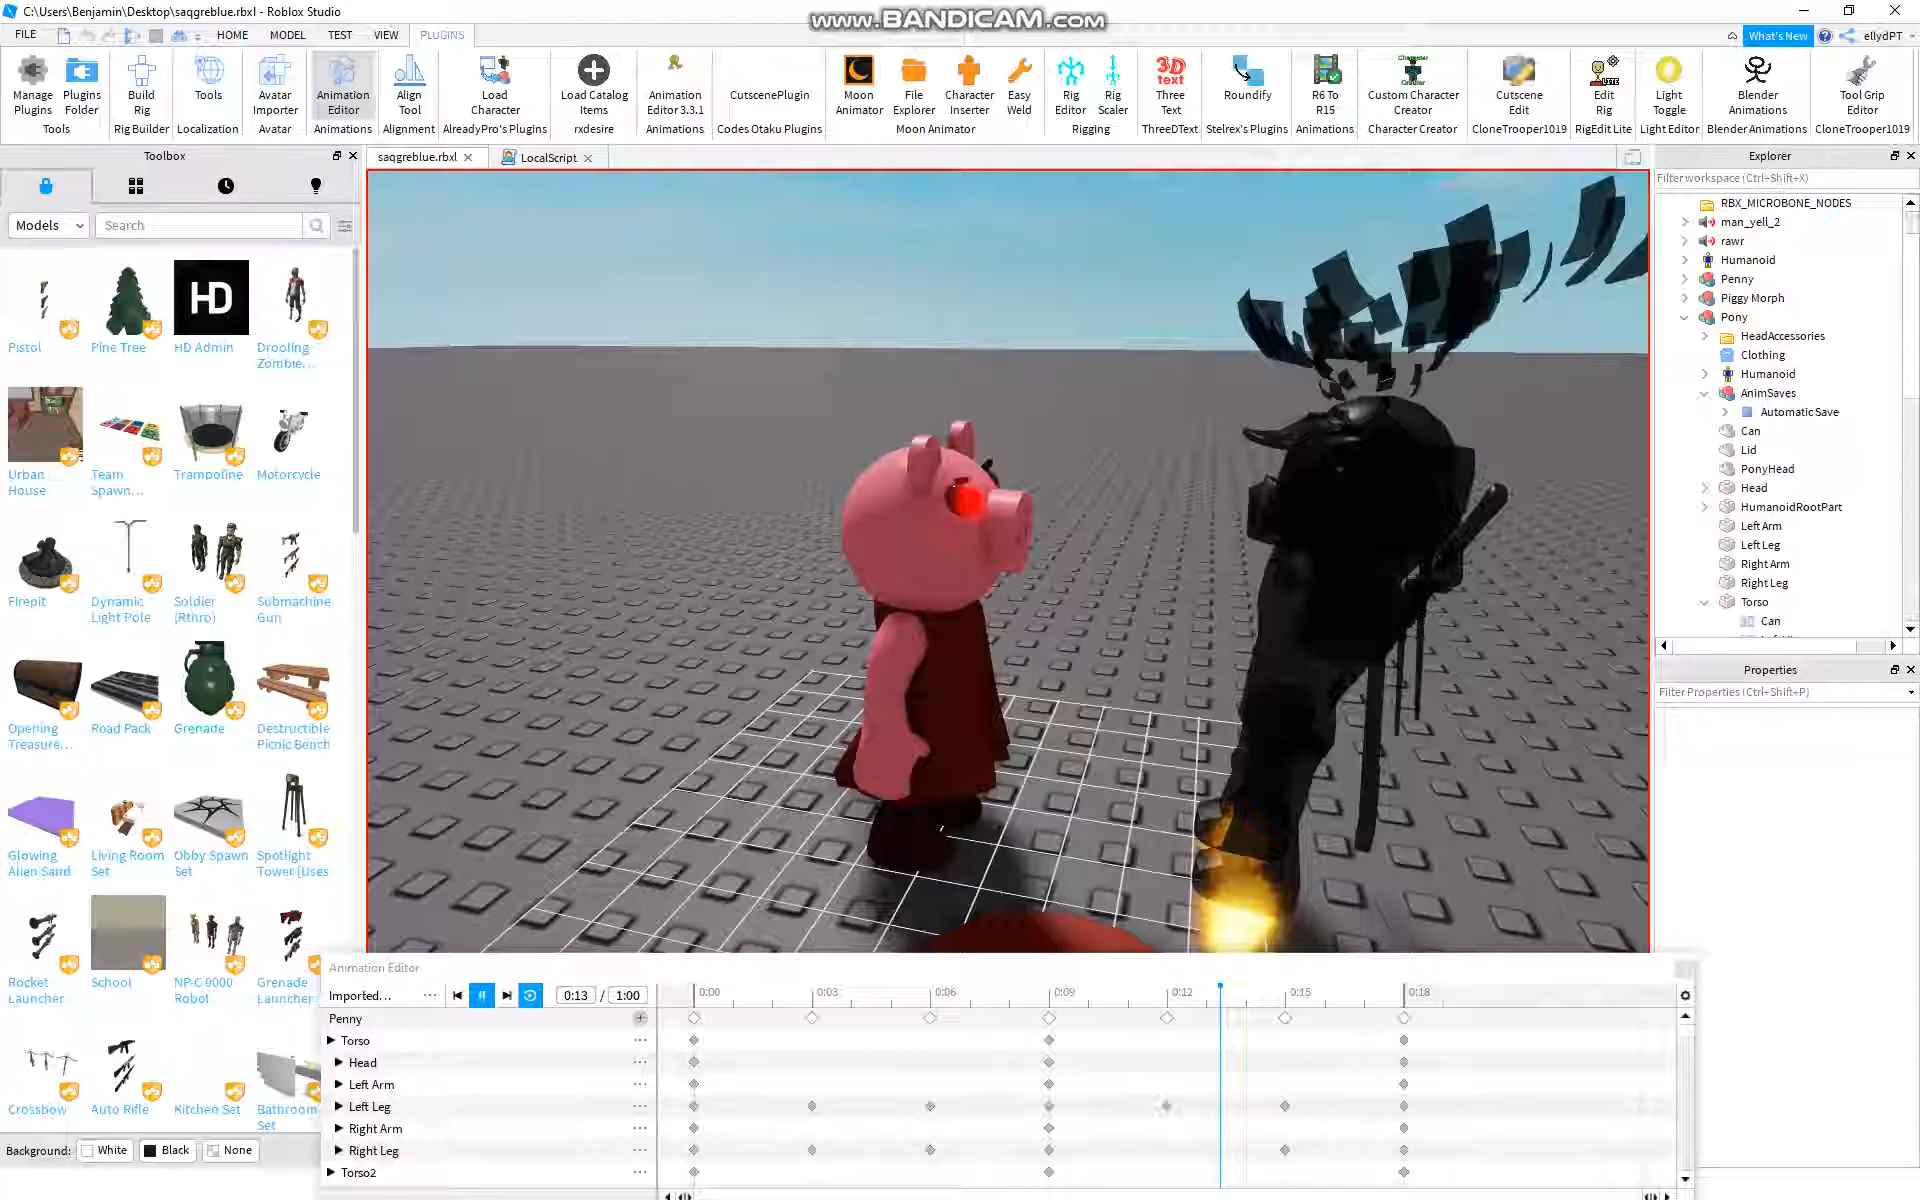 C:\Users\Benjamin\Desktop\saqgreblue.rbxl - Roblox Studio
www.BANDICAM.com
FILE
HOME
MODEL
TEST
VIEW
PLUGINS
What's New
ellydPT
Manage Plugins
Plugins Folder
Tools
Build Rig
Rig Builder
Tools
Localization
Avatar Importer
Avatar
Animation Editor
Animations
Align Tool
Alignment
Load Character
AlreadyPro's Plugins
Load Catalog Items
rxdesire
Animation Editor 3.3.1
Animations
CutscenePlugin
Codes Otaku Plugins
Moon Animator
File Explorer
Character Inserter
Easy Weld
Moon Animator
Rig Editor
Rig Scaler
Rigging
3D text
Three Text
ThreeDText
Roundify
Stelrex's Plugins
R6 To R15
Animations
Character Creator
Custom Character Creator
Character Creator
Cutscene Edit
CloneTrooper1019
LITE
Edit Rig
RigEdit Lite
Light Toggle
Light Editor
Blender Animations
Blender Animations
Tool Grip Editor
CloneTrooper1019
Toolbox
saqgreblue.rbxl
LocalScript
Models
Search
Pistol
Pine Tree
HD
HD Admin
Drooling Zombie...
Urban House
Team Spawn...
Trampoline
Motorcycle
Firepit
Dynamic Light Pole
Soldier (Rthro)
Submachine Gun
Opening Treasure...
Road Pack
Grenade
Destructible Picnic Bench
Glowing Alien Sand
Living Room Set
Obby Spawn Set
Spotlight Tower (Uses
Rocket Launcher
School
NP-C-9000 Robot
Grenade Launcher
Crossbow
Auto Rifle
Kitchen Set
Bathroom Set
Background:
White
Black
None
Explorer
Filter workspace (Ctrl+Shift+X)
RBX_MICROBONE_NODES
man_yell_2
rawr
Humanoid
Penny
Piggy Morph
Pony
HeadAccessories
Clothing
Humanoid
AnimSaves
Automatic Save
Can
Lid
PonyHead
Head
HumanoidRootPart
Left Arm
Left Leg
Right Arm
Right Leg
Torso
Can
Properties
Filter Properties (Ctrl+Shift+P)
Animation Editor
Imported...
0:13 / 1:00
0:00
0:03
0:06
0:09
0:12
0:15
0:18
Penny
Torso
Head
Left Arm
Left Leg
Right Arm
Right Leg
Torso2